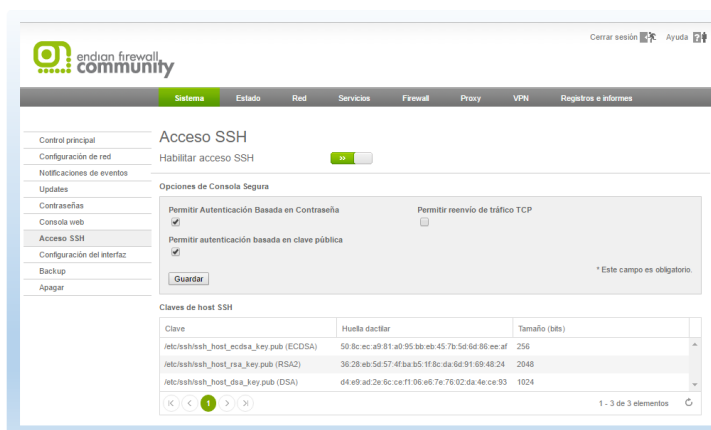 Cerrar sesión Ayuda
endian firewall
community
Sistema Estado Red Servicios Firewall Proxy VPN Registros e informes
Control principal
Configuración de red
Notificaciones de eventos
Updates
Contraseñas
Consola web
Acceso SSH
Configuración del interfaz
Backup
Apagar
Acceso SSH
Habilitar acceso SSH
Opciones de Consola Segura
Permitir Autenticación Basada en Contraseña Permitir reenvío de tráfico TCP
Permitir autenticación basada en clave pública
* Este campo es obligatorio.
Guardar
Claves de host SSH
Clave Huella dactilar Tamaño (bits)
/etc/ssh/ssh_host_ecdsa_key.pub (ECDSA) 50:8c:ec:a9:81:a0:95:bb:eb:45:7b:5d:6d:86:ee:af 256
/etc/ssh/ssh_host_rsa_key.pub (RSA2) 36:28:eb:5d:57:4f:ba:b5:1f:8c:da:6d:91:69:48:24 2048
/etc/ssh/ssh_host_dsa_key.pub (DSA) d4:e9:ad:2e:6c:ce:f1:06:e6:7e:76:02:da:4e:ce:93 1024
1 1 - 3 de 3 elementos